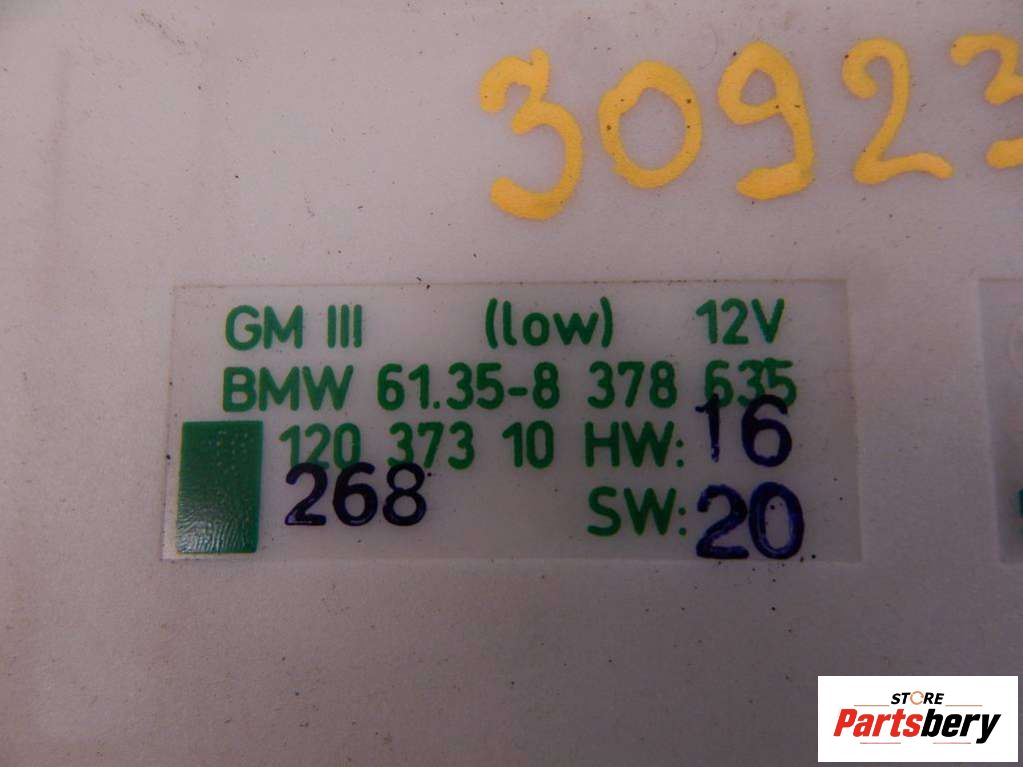 30923
GM III (low) 12V
BMW 61.35-8 378 635
120 373 10 HW: 16
268
SW: 20
STORE
Partsbery